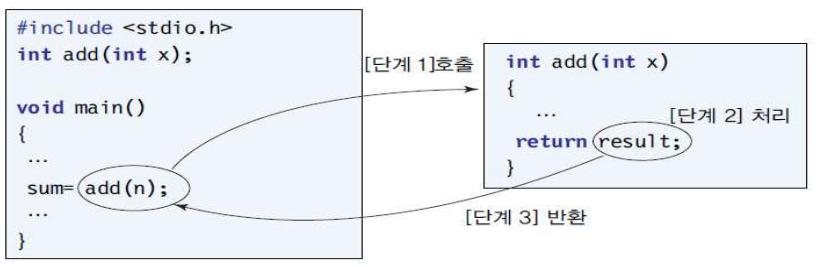 #include <stdio.h>
int add(int x);
void main()
{
…
sum= add(n);
…
}
[단계 1]호출
int add(int x)
{
…
[단계 2] 처리
return result;
}
[단계 3] 반환